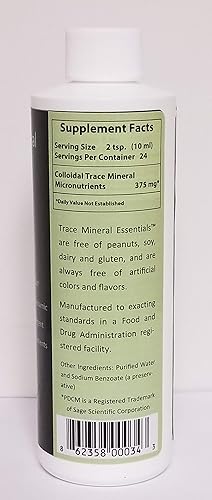 Supplement Facts
Serving Size 2 tsp. (10 ml)
Servings Per Container 24
Colloidal Trace Mineral
Micronutrients 375 mg*
*Daily Value Not Established
Trace Mineral Essentials™
are free of peanuts, soy,
dairy and gluten, and are
always free of artificial
colors and flavors.
Manufactured to exacting
standards in a Food and
Drug Administration reg-
istered facility.
Other Ingredients: Purified Water
and Sodium Benzoate (a preserv-
ative)
*PDCM is a Registered Trademark
of Sage Scientific Corporation
8 62358 00034 3